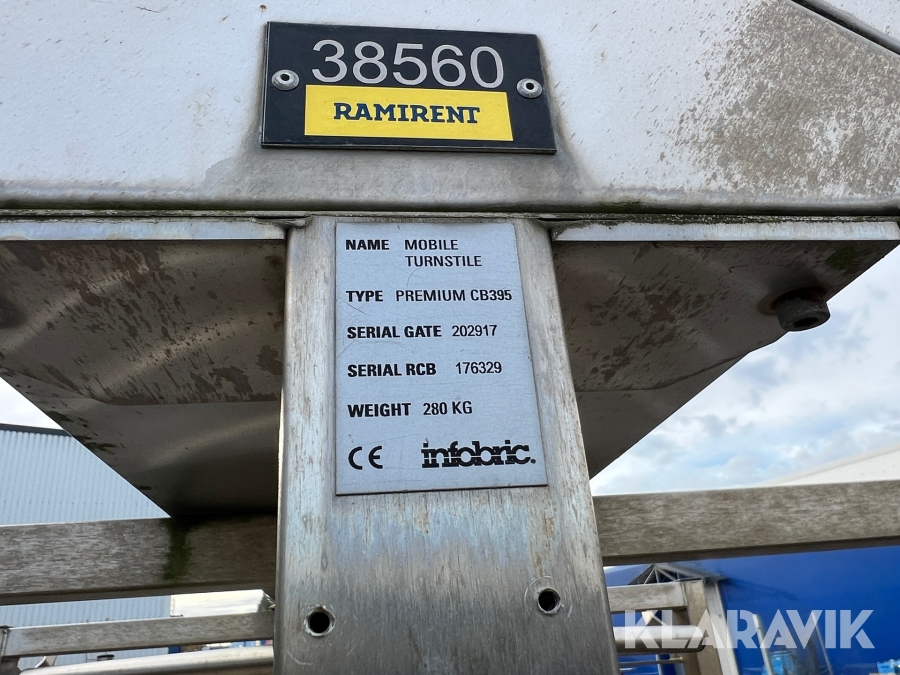 38560
RAMIRENT
NAME MOBILE
TURNSTILE
TYPE PREMIUM CB395
SERIAL GATE 202917
SERIAL RCB 176329
WEIGHT 280 KG
CE infobric.
KLARAVIK